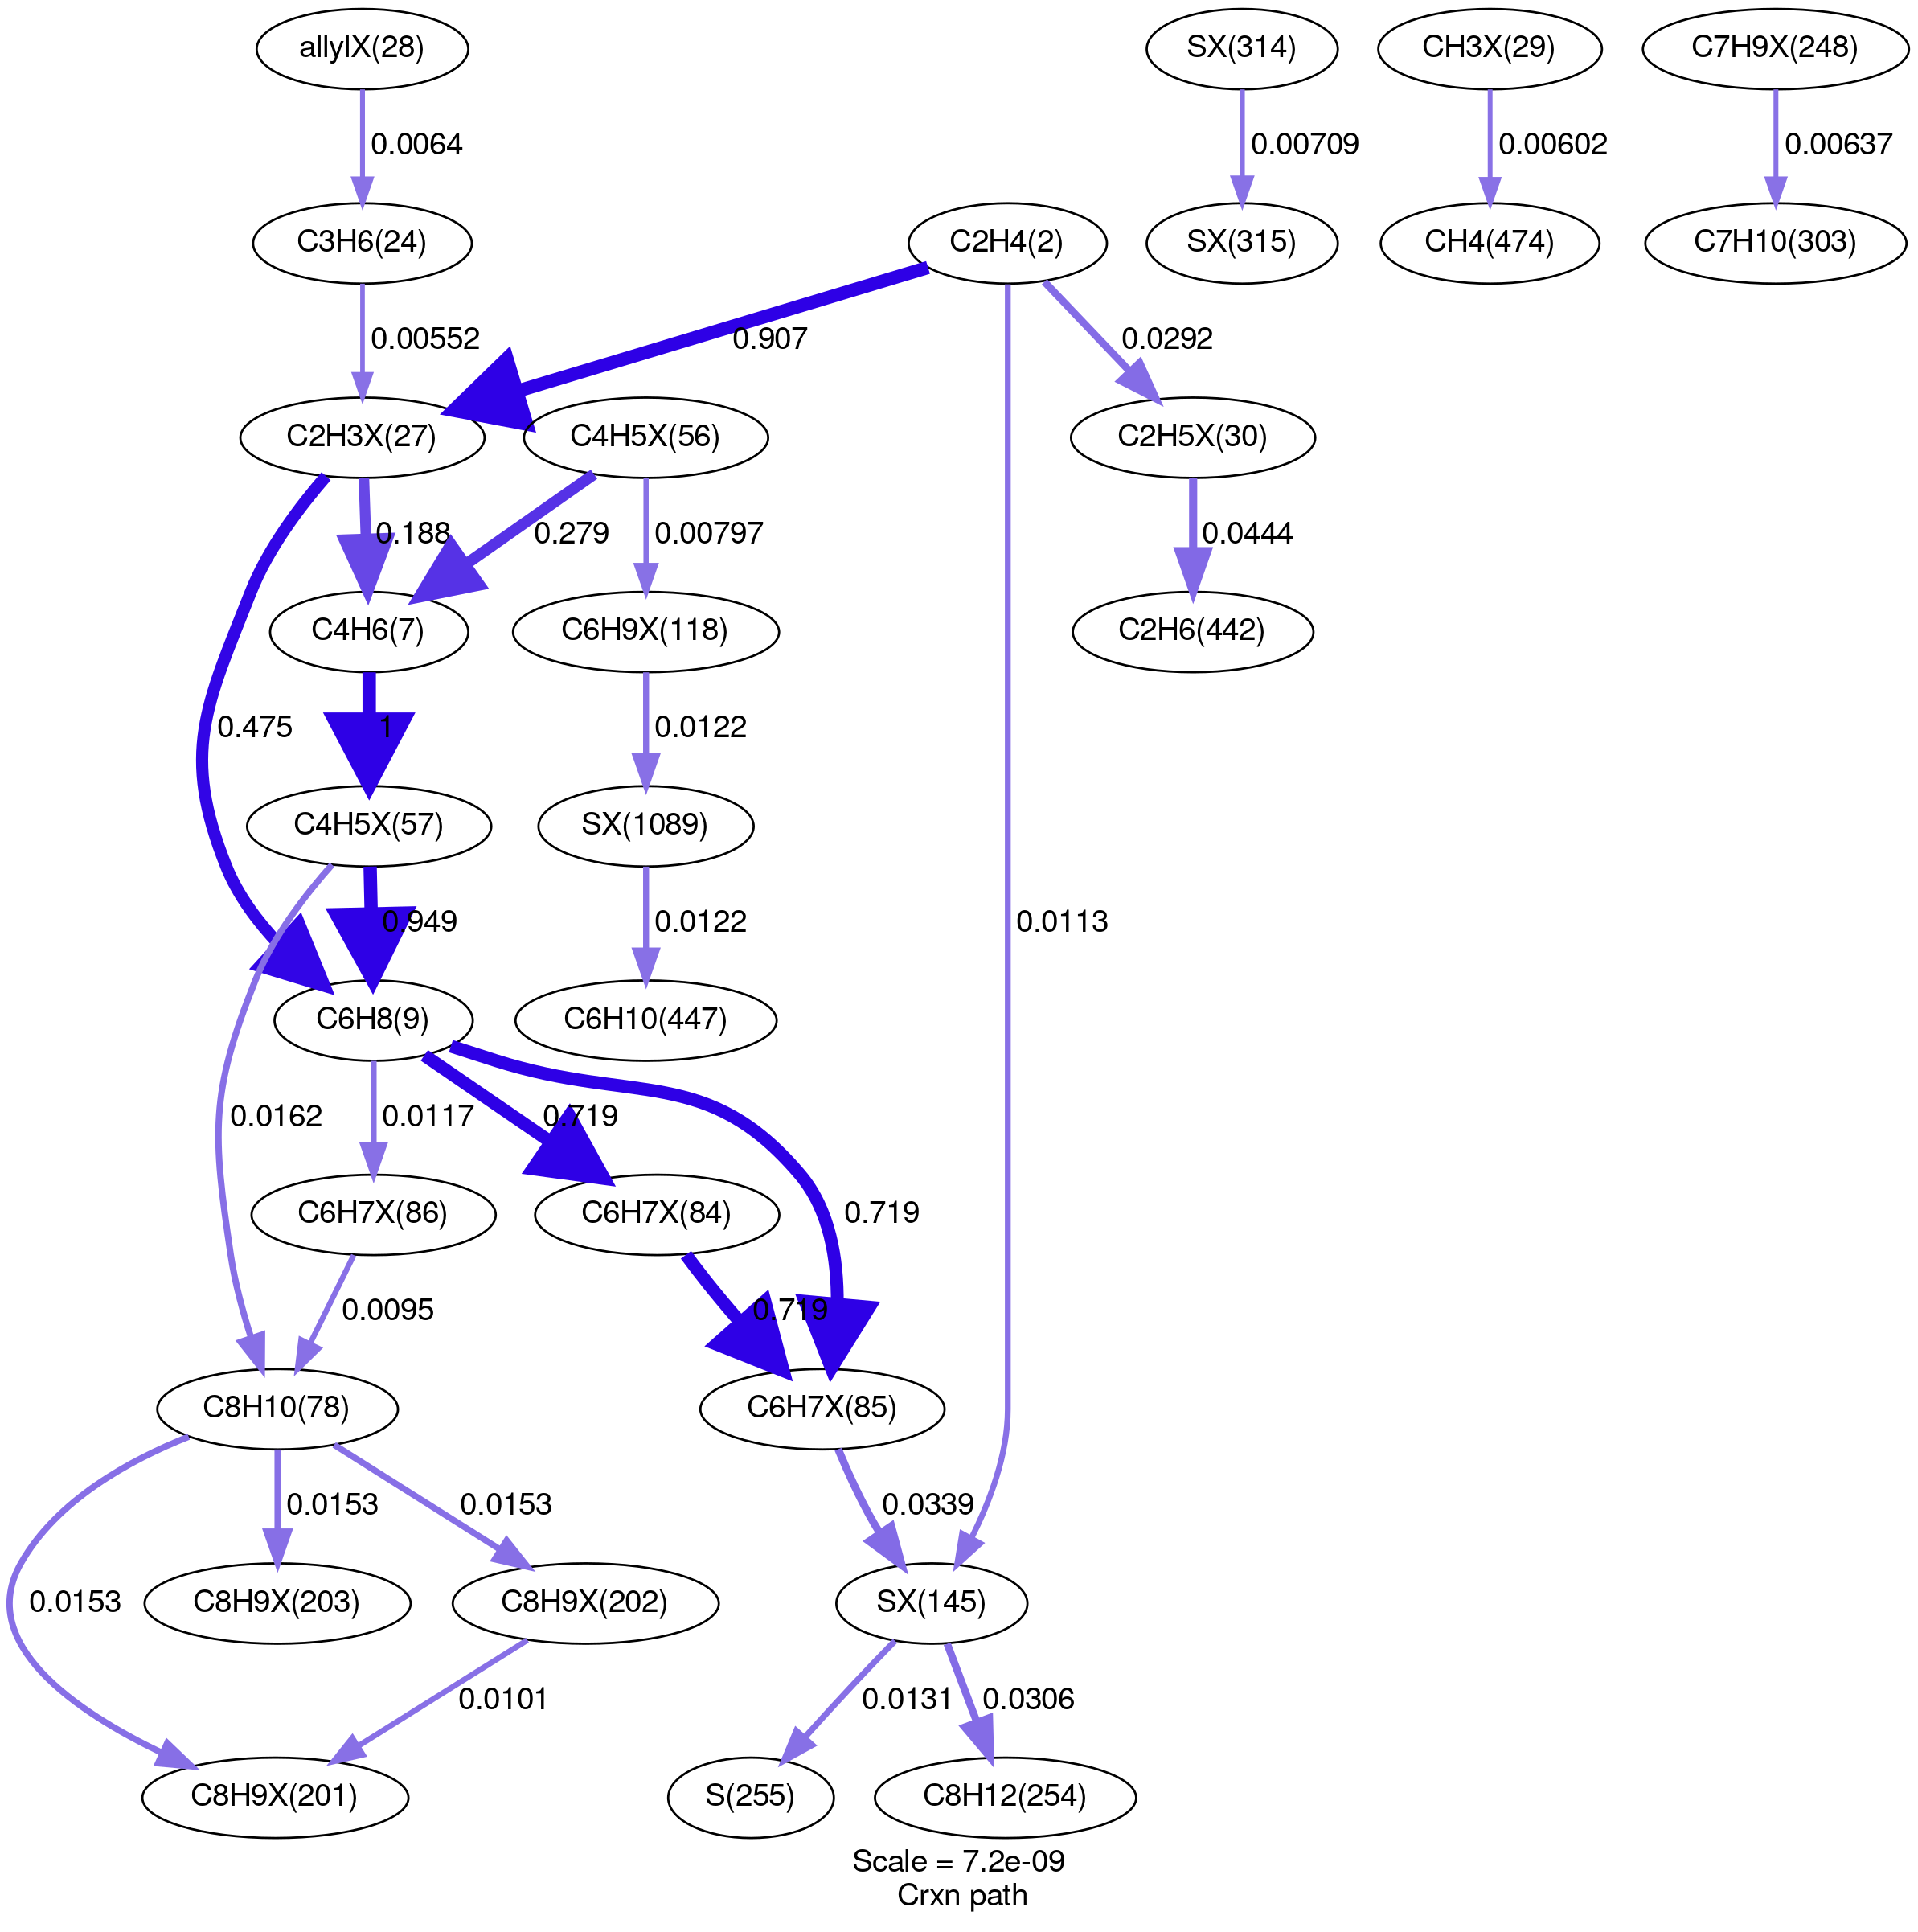 allylX(28)
SX(314)
CH3X(29)
C7H9X(248)
0.0064
0.00709
0.00602
0.00637
C3H6(24)
C2H4(2)
SX(315)
CH4(474)
C7H10(303)
0.00552
0.907
0.0292
C2H3X(27)
C4H5X(56)
C2H5X(30)
0.188
0.279
0.00797
0.0444
C4H6(7)
C6H9X(118)
C2H6(442)
0.475
1
0.0122
C4H5X(57)
SX(1089)
0.949
0.0122
0.0113
C6H8(9)
C6H10(447)
0.0162
0.0117
0.719
0.719
C6H7X(86)
C6H7X(84)
0.0095
0.719
C8H10(78)
C6H7X(85)
0.0153
0.0153
0.0339
0.0153
C8H9X(203)
C8H9X(202)
SX(145)
0.0101
0.0131
0.0306
C8H9X(201)
S(255)
C8H12(254)
Scale = 7.2e-09
Crxn path